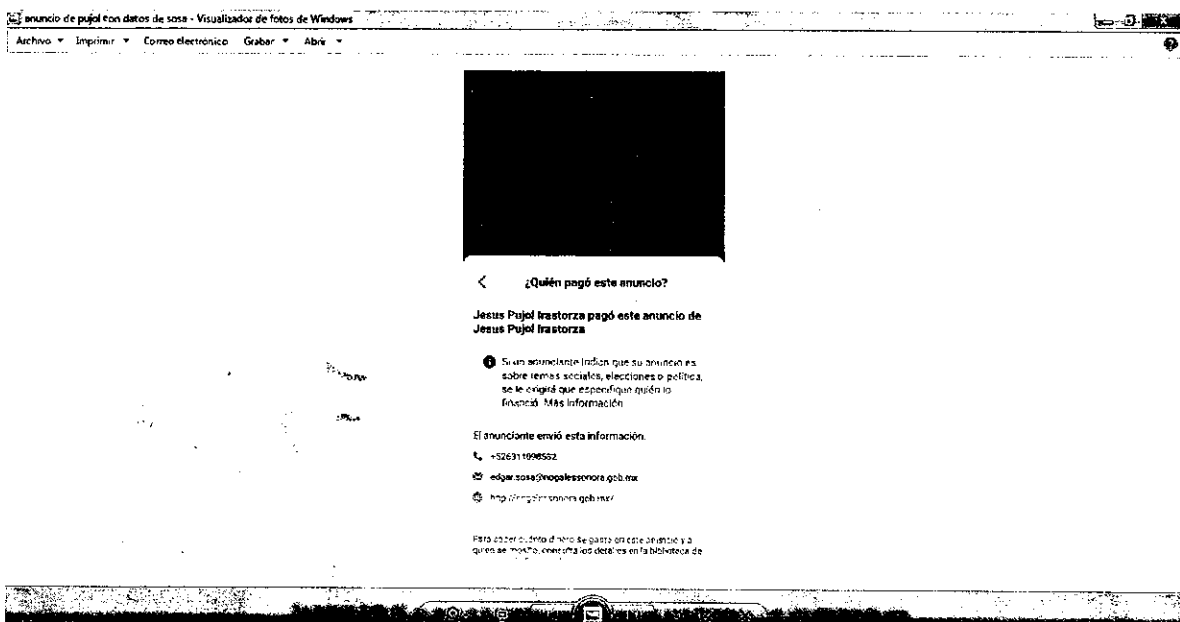 anuncio de pujol con datos de sosa - Visualizador de fotos de Windows
Archivo Imprimir Correo electrónico Grabar Abrir
¿Quién pagó este anuncio?
Jesus Pujol Irastorza pagó este anuncio de
Jesus Pujol Irastorza
Si un anunciante indica que su anuncio es
sobre temas sociales, elecciones o política,
se le exigirá que especifique quién lo
financió. Más información
El anunciante envió esta información.
edgar.sosa@nogalessonora.gob.mx
http://nogalessonora.gob.mx/
Para saber cuánto dinero se gastó en este anuncio y a
quién se mostró, consulta los detalles en la biblioteca de